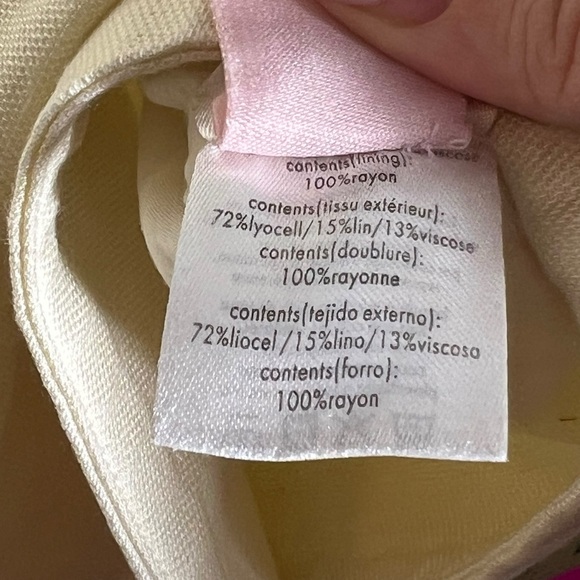 viscose
contents(lining):
100%rayon
contents(tissu extérieur):
72%lyocell/15%lin/13%viscose
contents(doublure):
100%rayonne
contents(tejido externo):
72%liocel/15%lino/13%viscosa
contents(forro):
100%rayon